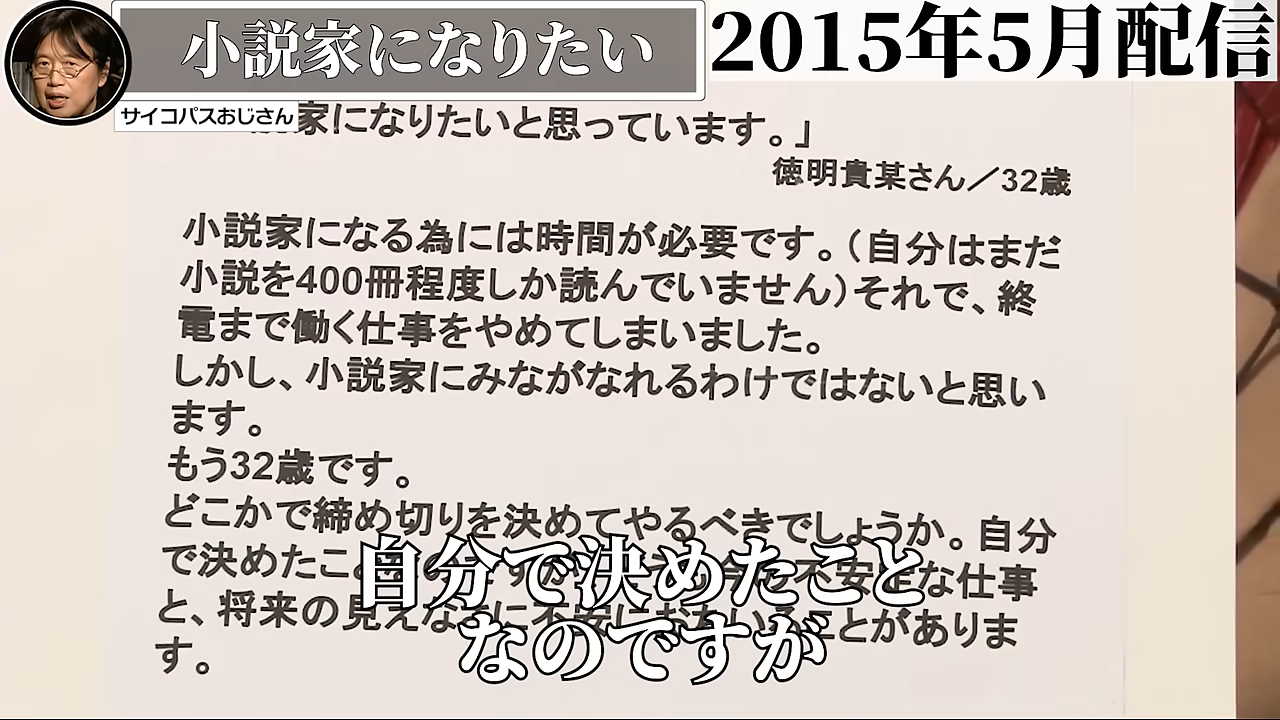 小説家になりたい
2015年5月配信
サイコパスおじさん
家になりたいと思っています。」
徳明貴某さん／32歳
小説家になる為には時間が必要です。（自分はまだ
小説を400冊程度しか読んでいません）それで、終
電まで働く仕事をやめてしまいました。
しかし、小説家にみながなれるわけではないと思い
ます。
もう32歳です。
どこかで締め切りを決めてやるべきでしょうか。自分
で決めたこ 不安定な仕事
と、将来の見えな に不安に ことがありま
す。
自分で決めたこと
なのですが